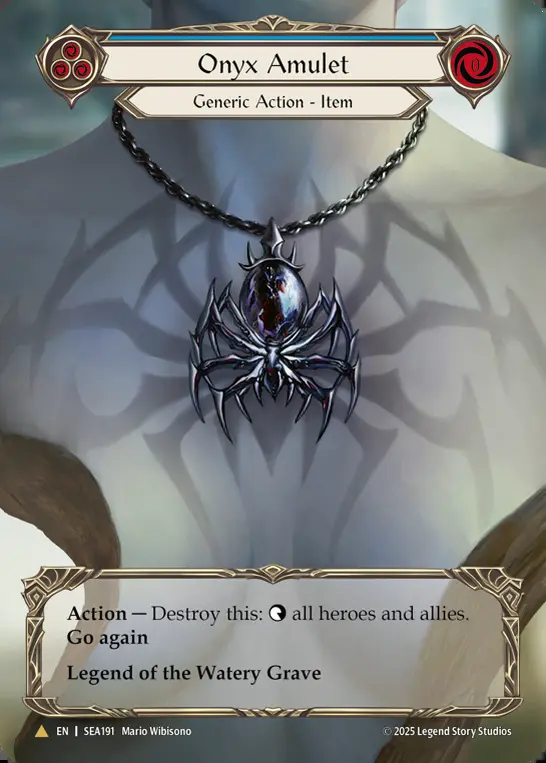 Onyx Amulet
0
Generic Action - Item
Action — Destroy this: all heroes and allies.
Go again
Legend of the Watery Grave
EN | SEA191 Mario Wibisono
© 2025 Legend Story Studios